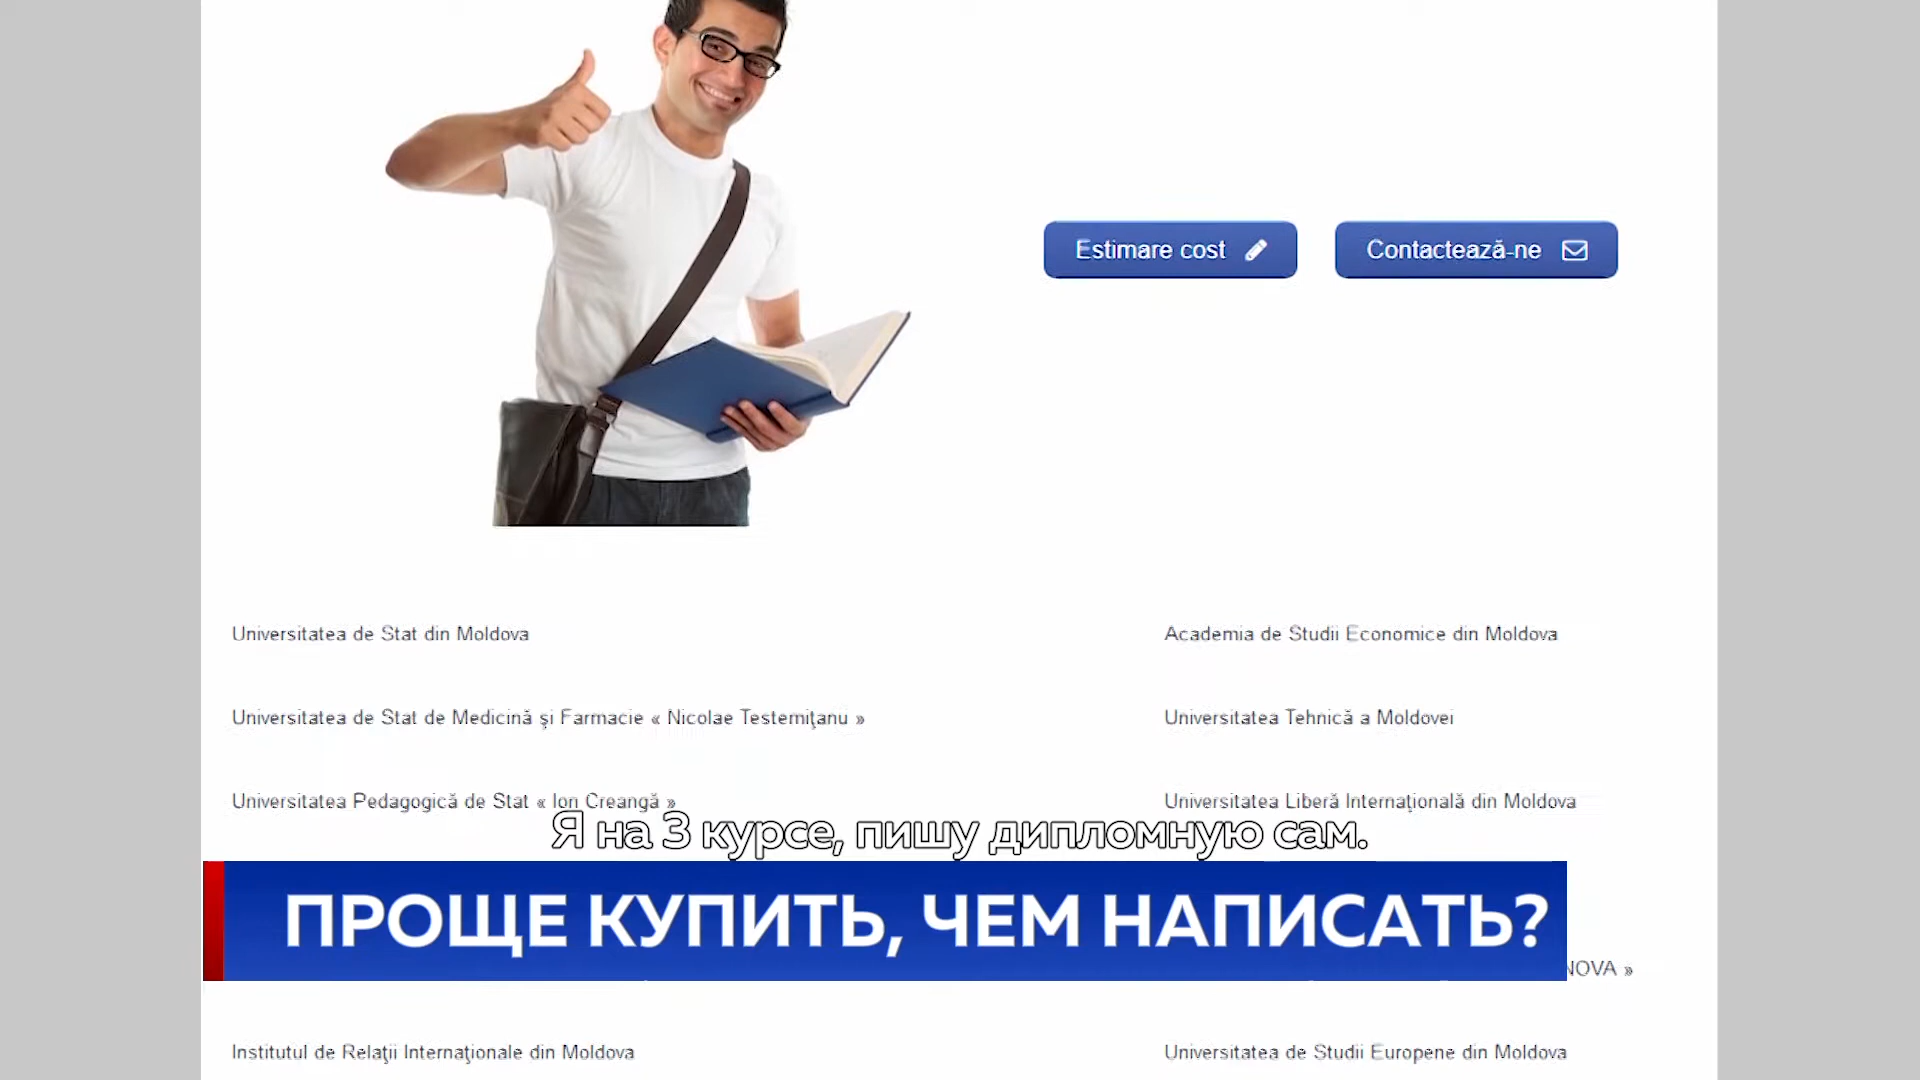 Estimare cost
Contactează-ne
Universitatea de Stat din Moldova
Academia de Studii Economice din Moldova
Universitatea de Stat de Medicină şi Farmacie « Nicolae Testemiţanu »
Universitatea Tehnică a Moldovei
Universitatea Pedagogică de Stat « Ion Creangă »
Universitatea Liberă Internaţională din Moldova
Я на 3 курсе, пишу дипломную сам.
ПРОЩЕ КУПИТЬ, ЧЕМ НАПИСАТЬ?
»
Institutul de Relaţii Internaţionale din Moldova
Universitatea de Studii Europene din Moldova